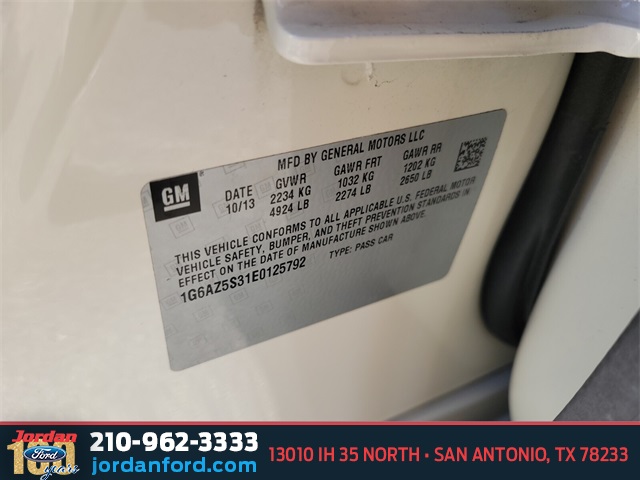 MFD BY GENERAL MOTORS LLC
GM
DATE GVWR GAWR FRT GAWR RR
10/13 2234 KG 1032 KG 1202 KG
4924 LB 2274 LB 2650 LB
THIS VEHICLE CONFORMS TO ALL APPLICABLE U.S. FEDERAL MOTOR
VEHICLE SAFETY, BUMPER, AND THEFT PREVENTION STANDARDS IN
EFFECT ON THE DATE OF MANUFACTURE SHOWN ABOVE.
1G6AZ5S31E0125792 TYPE: PASS CAR
Jordan
Ford
100
years
210-962-3333
jordanford.com
13010 IH 35 NORTH • SAN ANTONIO, TX 78233